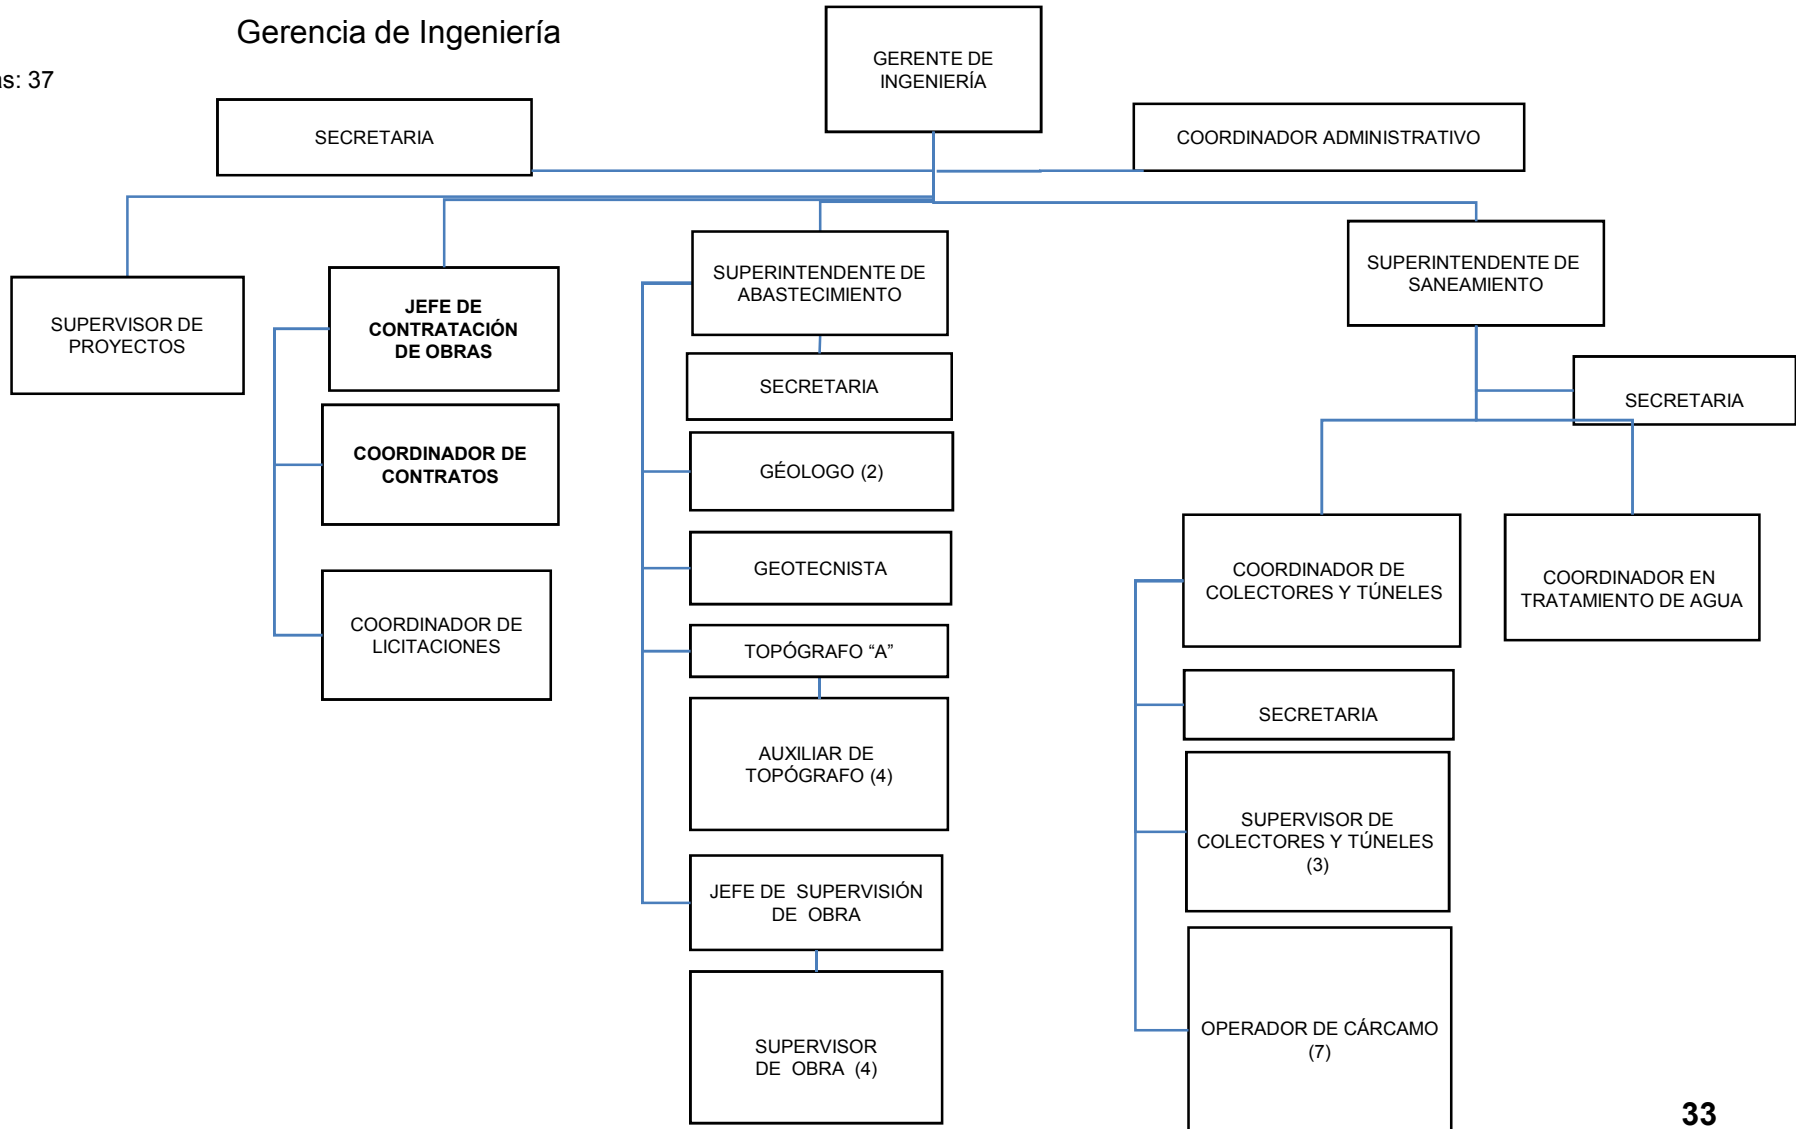 Gerencia de Ingeniería
as: 37
GERENTE DE
INGENIERÍA
SECRETARIA
COORDINADOR ADMINISTRATIVO
SUPERVISOR DE
PROYECTOS
JEFE DE
CONTRATACIÓN
DE OBRAS
COORDINADOR DE
CONTRATOS
COORDINADOR DE
LICITACIONES
SUPERINTENDENTE DE
ABASTECIMIENTO
SECRETARIA
GÉOLOGO (2)
GEOTECNISTA
TOPÓGRAFO “A”
AUXILIAR DE
TOPÓGRAFO (4)
JEFE DE SUPERVISIÓN
DE OBRA
SUPERVISOR
DE OBRA (4)
SUPERINTENDENTE DE
SANEAMIENTO
SECRETARIA
COORDINADOR DE
COLECTORES Y TÚNELES
COORDINADOR EN
TRATAMIENTO DE AGUA
SECRETARIA
SUPERVISOR DE
COLECTORES Y TÚNELES
(3)
OPERADOR DE CÁRCAMO
(7)
33